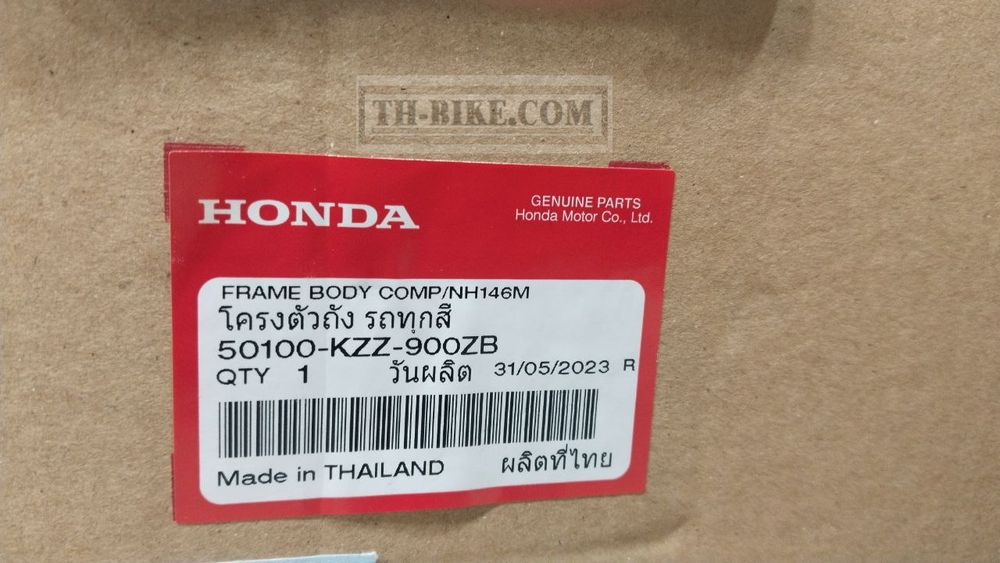 TH-BIKE.COM
HONDA
GENUINE PARTS
Honda Motor Co., Ltd.
FRAME BODY COMP/NH146M
โครงตัวถัง รถทุกสี
50100-KZZ-900ZB
QTY 1 วันผลิต 31/05/2023 R
Made in THAILAND ผลิตที่ไทย